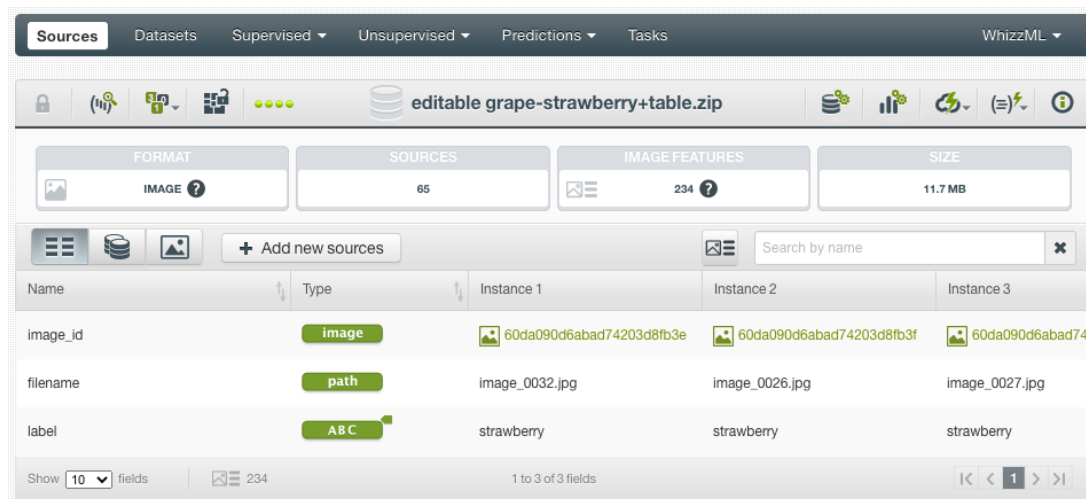 Sources Datasets Supervised Unsupervised Predictions Tasks WhizzML
editable grape-strawberry+table.zip
FORMAT SOURCES IMAGE FEATURES SIZE
IMAGE ? 65 234 ? 11.7 MB
+ Add new sources Search by name
Name Type Instance 1 Instance 2 Instance 3
image_id image 60da090d6abad74203d8fb3e 60da090d6abad74203d8fb3f 60da090d6abad74
filename path image_0032.jpg image_0026.jpg image_0027.jpg
label ABC strawberry strawberry strawberry
Show 10 fields 234 1 to 3 of 3 fields 1